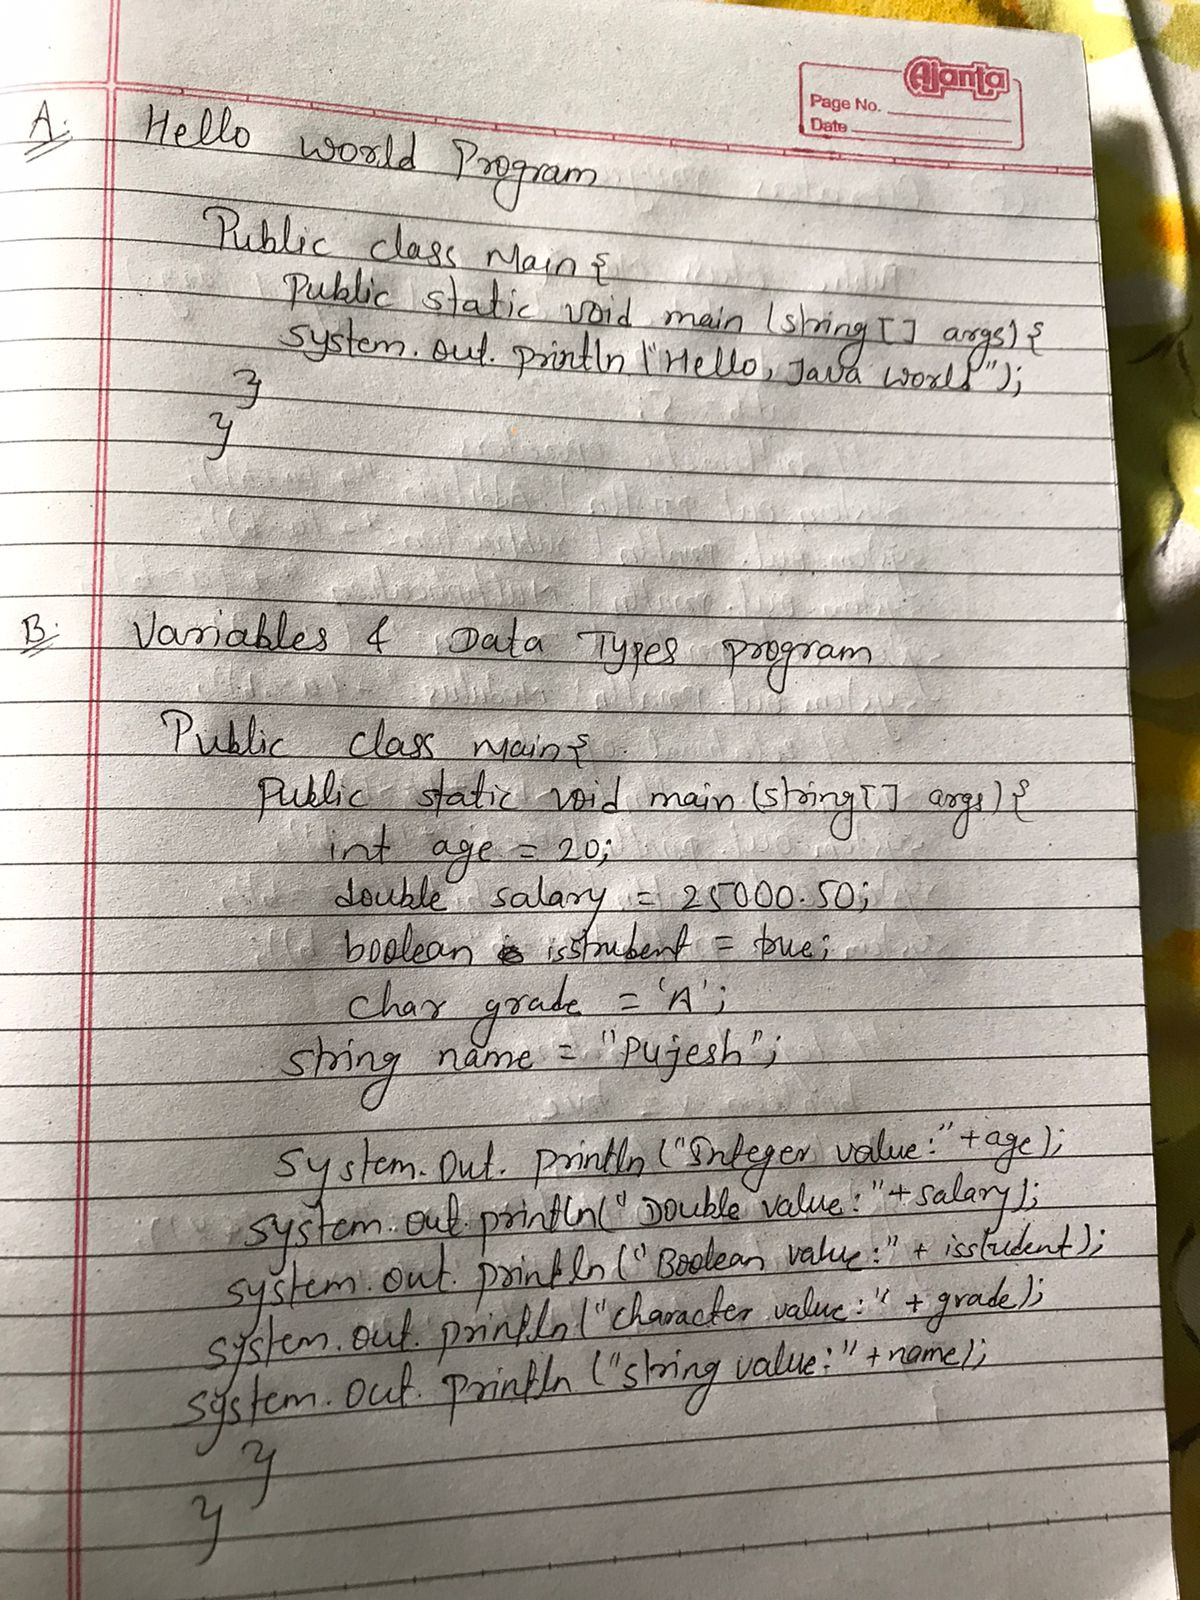 Ajanta
Page No.
Date
A. Hello world Program
Public class Main {
Public static void main (string [] args) {
system.out.println ("Hello, Java World");
}
}
B. Variables & Data Types program
Public class main {
Public static void main (string [] args) {
int age = 20;
double salary = 25000.50;
boolean isstudent = true;
char grade = 'A';
string name = "Pujesh";
system.out.println ("Integer value:" + age);
system.out.println ("Double value:" + salary);
system.out.println ("Boolean value:" + isstudent);
system.out.println ("character value:" + grade);
system.out.println ("string value:" + name);
}
}